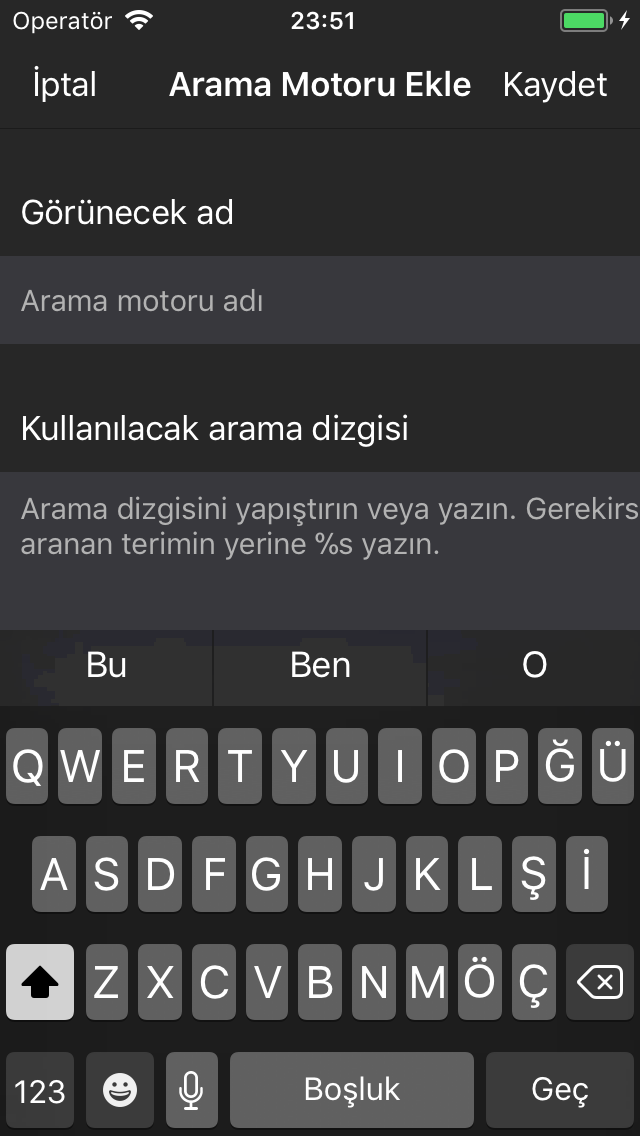 Operatör 23:51
İptal Arama Motoru Ekle Kaydet
Görünecek ad
Arama motoru adı
Kullanılacak arama dizgisi
Arama dizgisini yapıştırın veya yazın. Gerekirs
aranan terimin yerine %s yazın.
Bu Ben O
Q W E R T Y U I O P Ğ Ü
A S D F G H J K L Ş İ
Z X C V B N M Ö Ç
123 Boşluk Geç